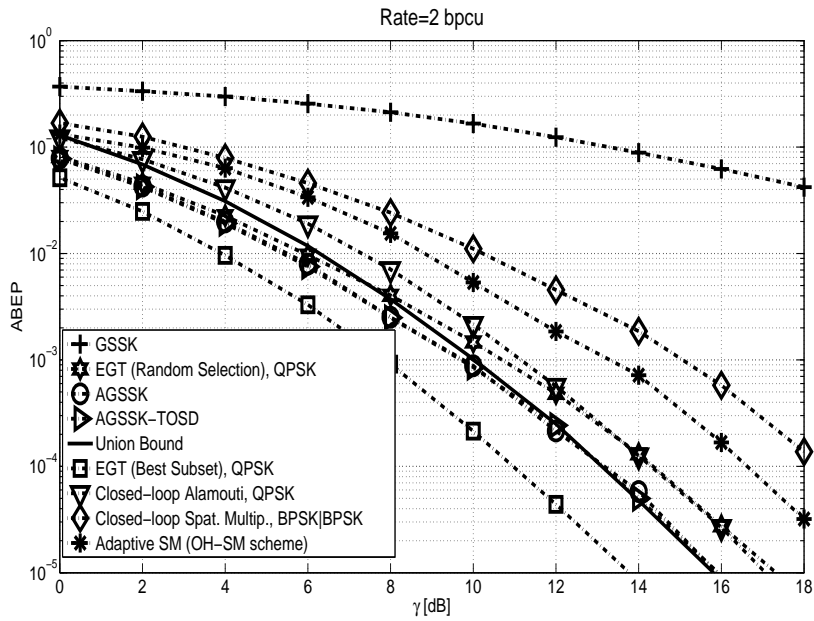 Rate=2 bpcu
10^0
10^-1
10^-2
10^-3
10^-4
10^-5
ABEP
GSSK
EGT (Random Selection), QPSK
AGSSK
AGSSK-TOSD
Union Bound
EGT (Best Subset), QPSK
Closed-loop Alamouti, QPSK
Closed-loop Spat. Multip., BPSK|BPSK
Adaptive SM (OH-SM scheme)
0 2 4 6 8 10 12 14 16 18
γ [dB]